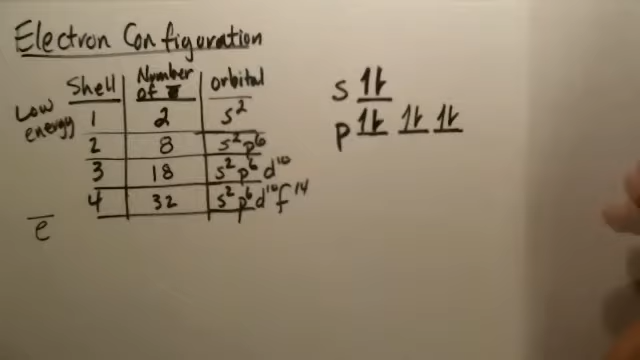 Electron Configuration
Shell Number of e̅ orbital
Low energy
1 2 s²
2 8 s²p⁶
3 18 s²p⁶d¹⁰
4 32 s²p⁶d¹⁰f¹⁴
e̅
s ↿⇂
p ↿⇂ ↿⇂ ↿⇂